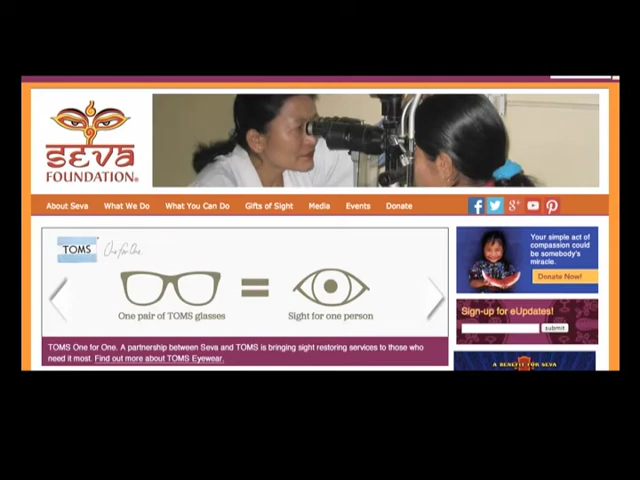 SEVA
FOUNDATION®
About Seva What We Do What You Can Do Gifts of Sight Media Events Donate
TOMS One for One.
One pair of TOMS glasses = Sight for one person
TOMS One for One. A partnership between Seva and TOMS is bringing sight restoring services to those who
need it most. Find out more about TOMS Eyewear.
Your simple act of
compassion could
be somebody's
miracle.
Donate Now!
Sign-up for eUpdates!
submit
A BENEFIT FOR SEVA